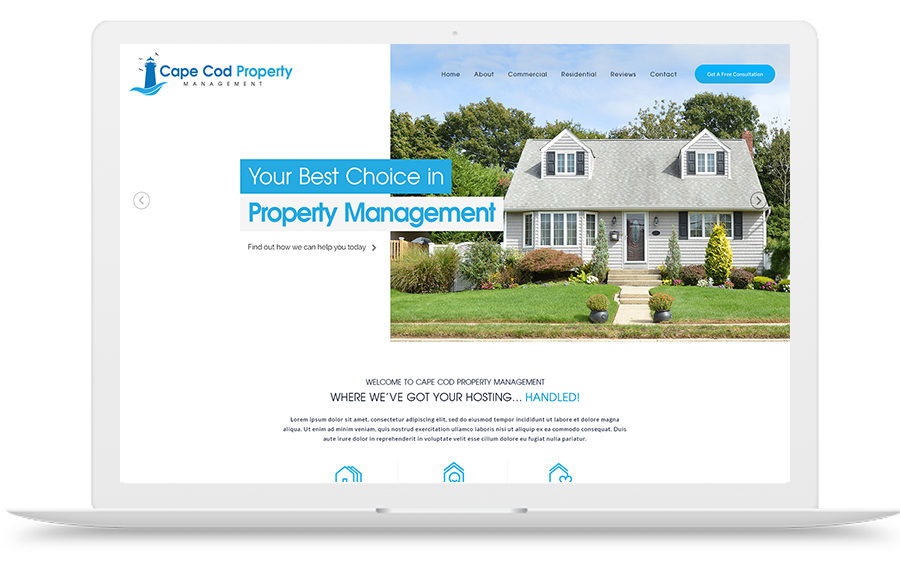 Cape Cod Property
MANAGEMENT
Home About Commercial Residential Reviews Contact Get A Free Consultation
Your Best Choice in
Property Management
Find out how we can help you today
WELCOME TO CAPE COD PROPERTY MANAGEMENT
WHERE WE'VE GOT YOUR HOSTING... HANDLED!
Lorem ipsum dolor sit amet, consectetur adipiscing elit, sed do eiusmod tempor incididunt ut labore et dolore magna
aliqua. Ut enim ad minim veniam, quis nostrud exercitation ullamco laboris nisi ut aliquip ex ea commodo consequat. Duis
aute irure dolor in reprehenderit in voluptate velit esse cillum dolore eu fugiat nulla pariatur.